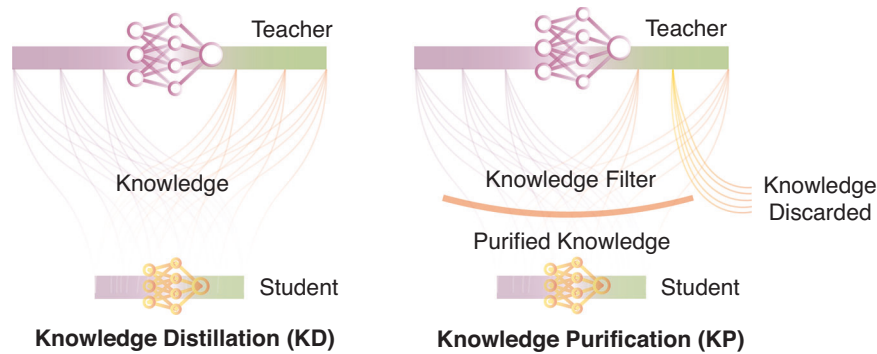 Teacher
Knowledge
Student
Knowledge Distillation (KD)
Teacher
Knowledge Filter
Knowledge
Discarded
Purified Knowledge
Student
Knowledge Purification (KP)